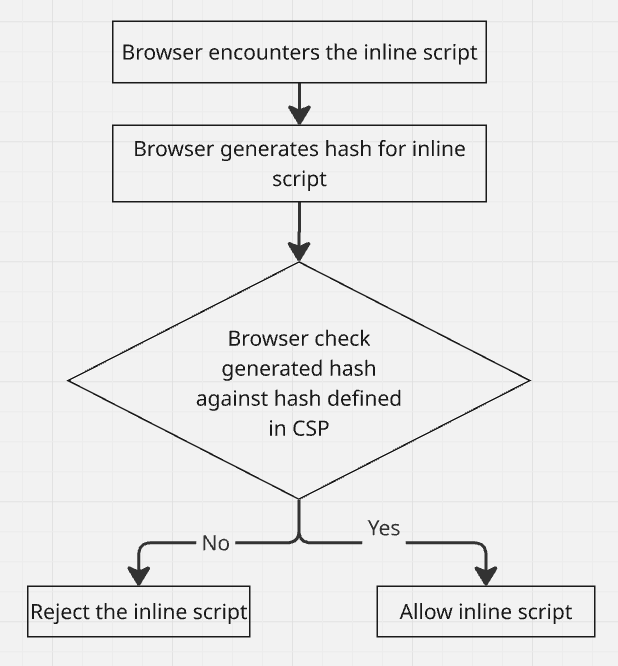 Browser encounters the inline script
Browser generates hash for inline
script
Browser check
generated hash
against hash defined
in CSP
No
Yes
Reject the inline script
Allow inline script